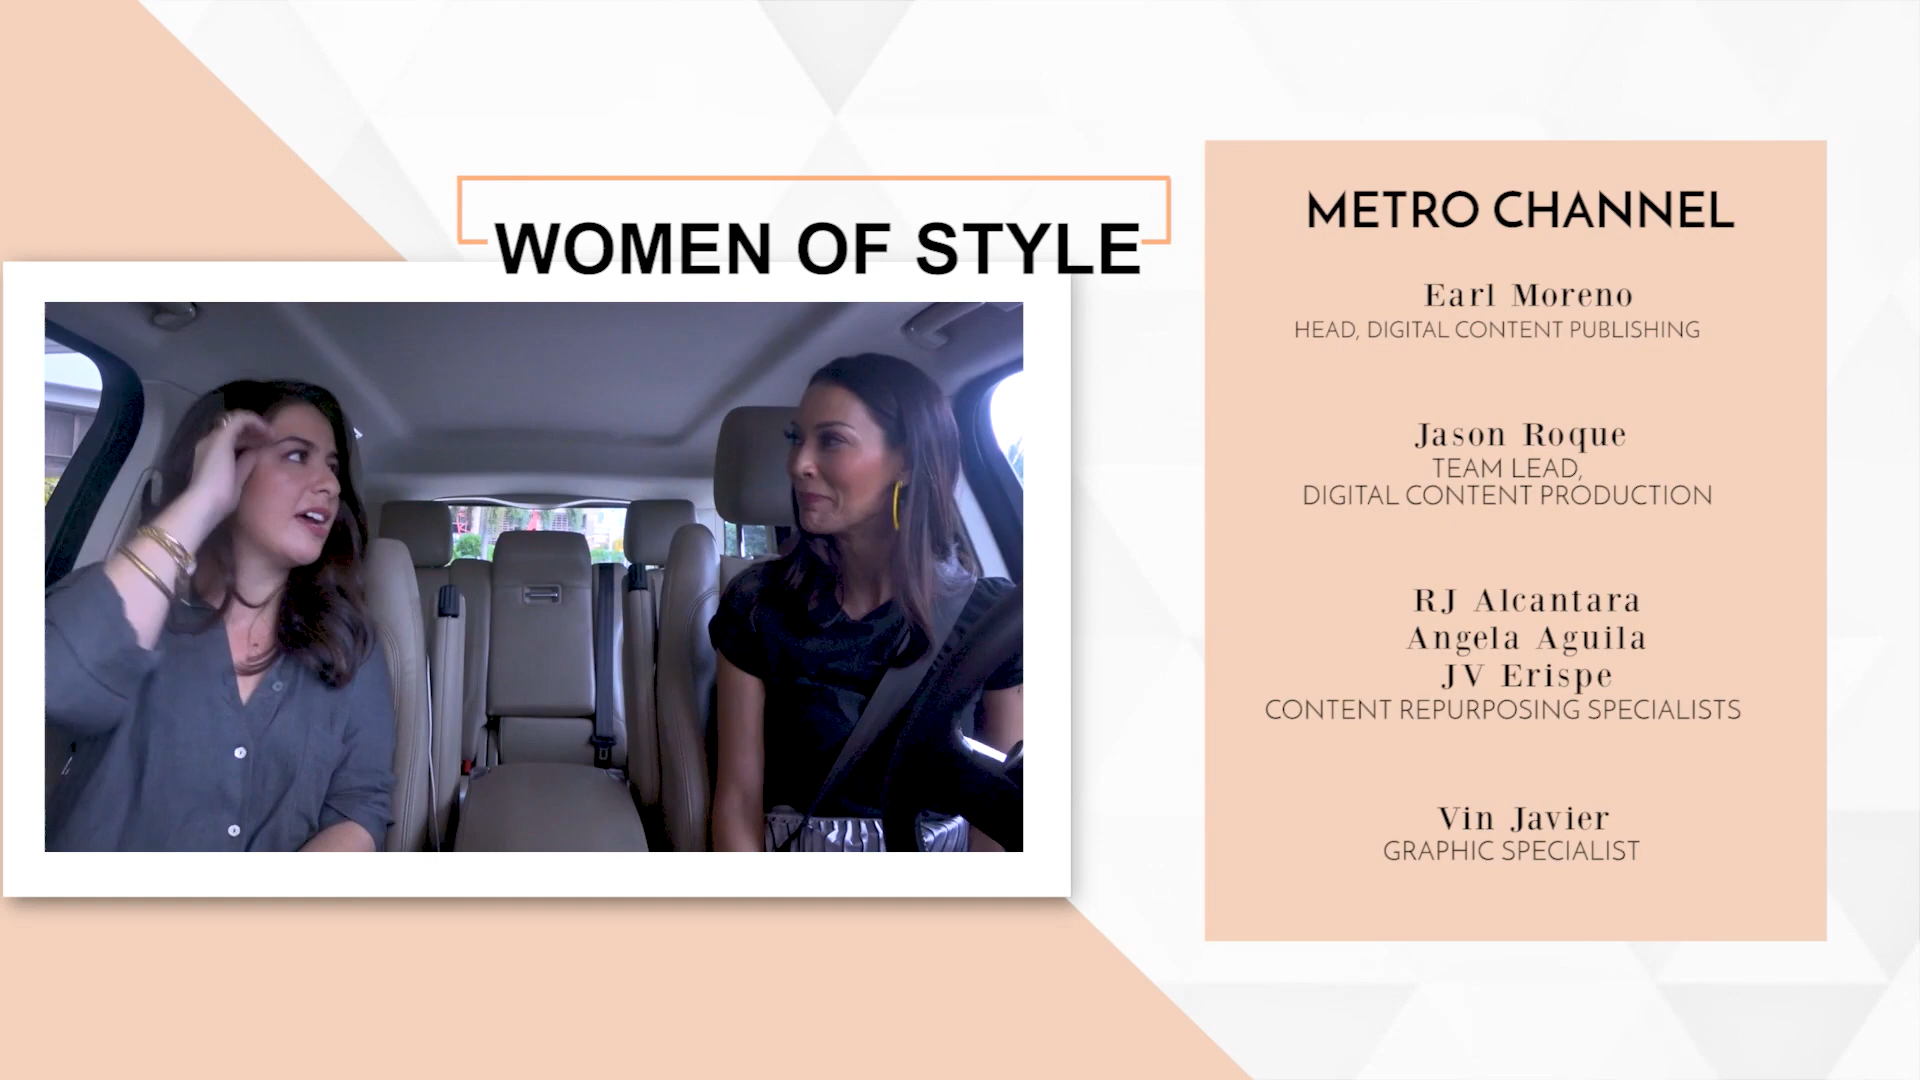 WOMEN OF STYLE
METRO CHANNEL
Earl Moreno
HEAD, DIGITAL CONTENT PUBLISHING
Jason Roque
TEAM LEAD,
DIGITAL CONTENT PRODUCTION
RJ Alcantara
Angela Aguila
JV Erispe
CONTENT REPURPOSING SPECIALISTS
Vin Javier
GRAPHIC SPECIALIST